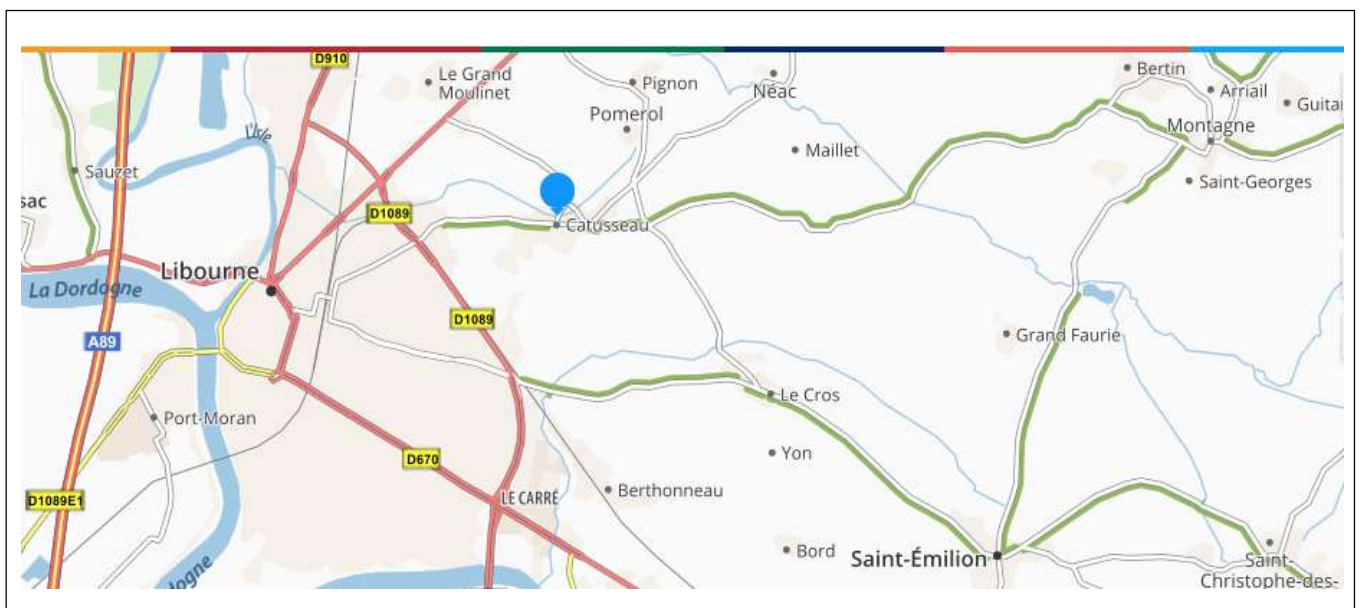 D910
Le Grand
Moulinet
Pignon
Néac
Bertin
Arriail
Guitar
Pomerol
Montagne
L'Isle
Maillet
Sauzet
Saint-Georges
sac
D1089
Catusseau
Libourne
La Dordogne
D1089
A89
Grand Faurie
Le Cros
Port-Moran
D670
Yon
D1089E1
LE CARRÉ
Berthonneau
Bord
Saint-Émilion
Saint-
Christophe-des-
dogne